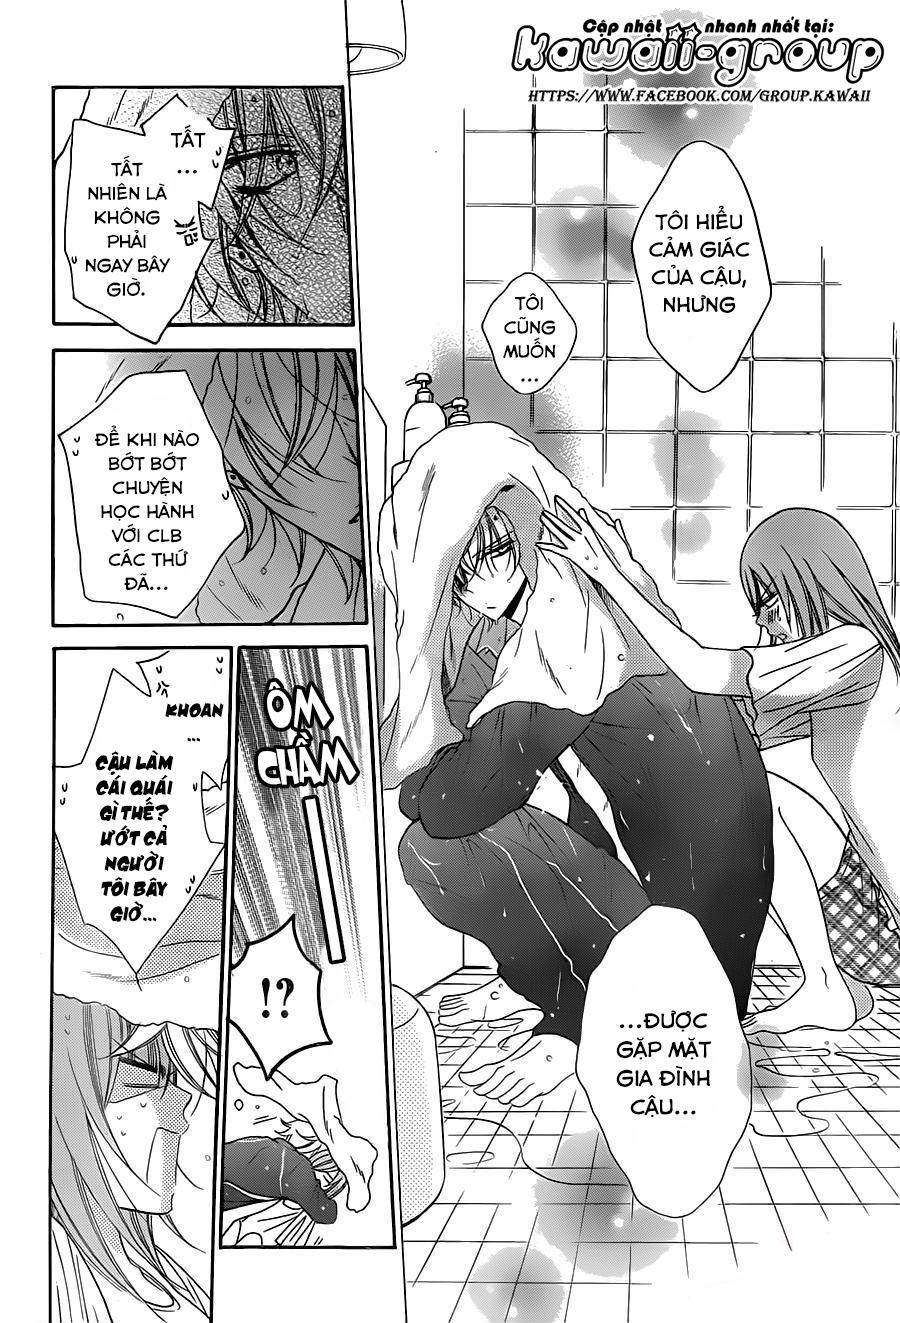 Cập nhật nhanh nhất tại:
kawaii-group
HTTPS://WWW.FACEBOOK.COM/GROUP.KAWAII
TÔI HIỂU
CẢM GIÁC
CỦA CẬU,
NHƯNG
TÔI
CŨNG
MUỐN
...
...ĐƯỢC
GẶP MẶT
GIA ĐÌNH
CẬU...
TẤT
...
TẤT
NHIÊN LÀ
KHÔNG
PHẢI
NGAY BÂY
GIỜ.
ĐỂ KHI NÀO
BỚT BỚT
CHUYỆN
HỌC HÀNH
VỚI CLB
CÁC THỨ
ĐÃ...
ÔM
CHẦM
!?
KHOAN
...
CẬU LÀM
CÁI QUÁI
GÌ THẾ?
ƯỚT CẢ
NGƯỜI
TÔI BÂY
GIỜ...